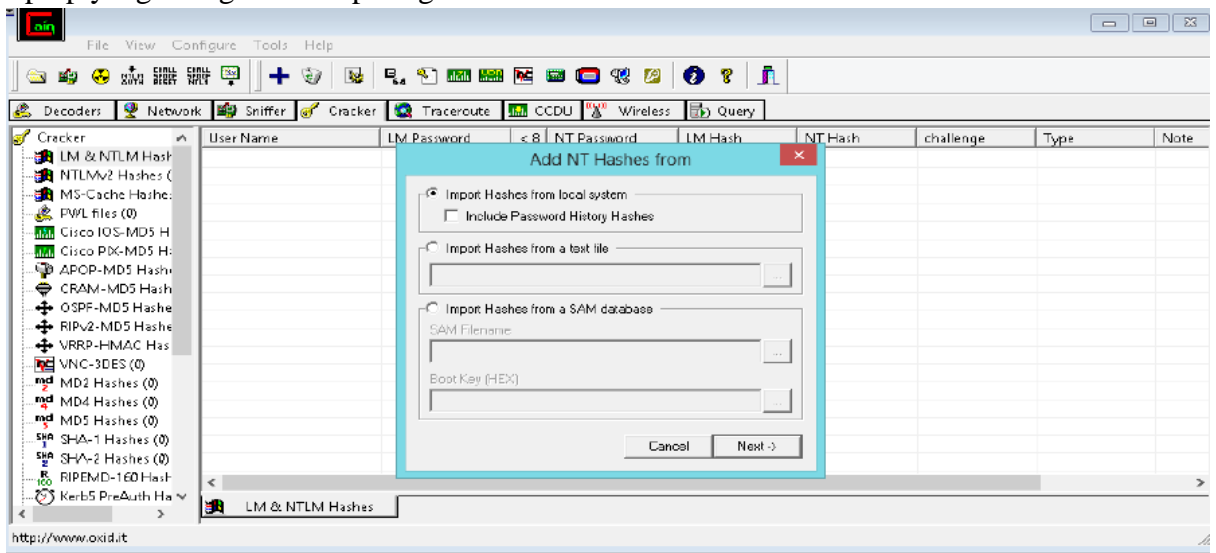 Cain
File View Configure Tools Help
Decoders Network Sniffer Cracker Traceroute CCDU Wireless Query
Cracker
User Name LM Password < 8 NT Password LM Hash NT Hash challenge Type Note
LM & NTLM Hash
NTLMv2 Hashes (
MS-Cache Hashe
PWL files (0)
Cisco IOS-MD5 H
Cisco PIX-MD5 H
APOP-MD5 Hash
CRAM-MD5 Hash
OSPF-MD5 Hashe
RIPv2-MD5 Hashe
VRRP-HMAC Has
VNC-3DES (0)
MD2 Hashes (0)
MD4 Hashes (0)
MD5 Hashes (0)
SHA-1 Hashes (0)
SHA-2 Hashes (0)
RIPEMD-160 Hash
Kerb5 PreAuth Ha
Add NT Hashes from
Import Hashes from local system
Include Password History Hashes
Import Hashes from a text file
...
Import Hashes from a SAM database
SAM Filename
...
Boot Key (HEX)
...
Cancel Next ->
LM & NTLM Hashes
http://www.oxid.it